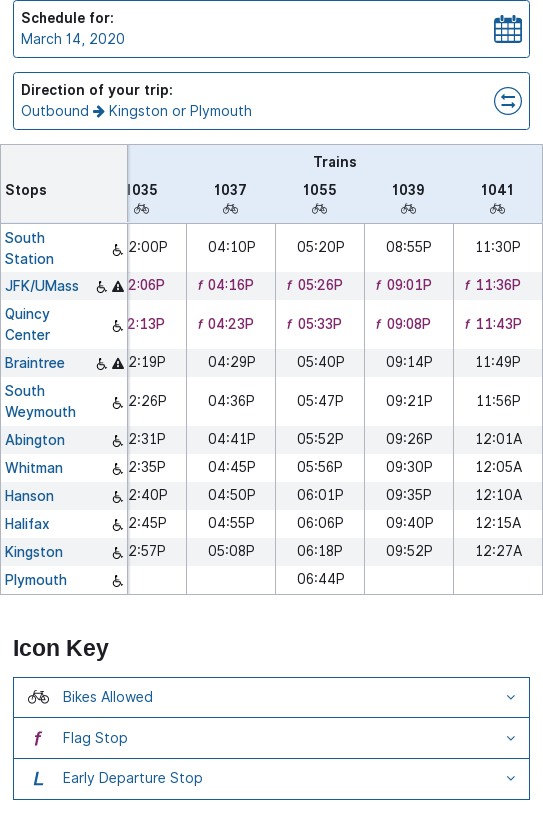 Schedule for:
March 14, 2020
Direction of your trip:
Outbound Kingston or Plymouth
Trains
Stops 1035 1037 1055 1039 1041
South Station 2:00P 04:10P 05:20P 08:55P 11:30P
JFK/UMass 2:06P f 04:16P f 05:26P f 09:01P f 11:36P
Quincy Center 2:13P f 04:23P f 05:33P f 09:08P f 11:43P
Braintree 2:19P 04:29P 05:40P 09:14P 11:49P
South Weymouth 2:26P 04:36P 05:47P 09:21P 11:56P
Abington 2:31P 04:41P 05:52P 09:26P 12:01A
Whitman 2:35P 04:45P 05:56P 09:30P 12:05A
Hanson 2:40P 04:50P 06:01P 09:35P 12:10A
Halifax 2:45P 04:55P 06:06P 09:40P 12:15A
Kingston 2:57P 05:08P 06:18P 09:52P 12:27A
Plymouth 06:44P
Icon Key
Bikes Allowed
f Flag Stop
L Early Departure Stop